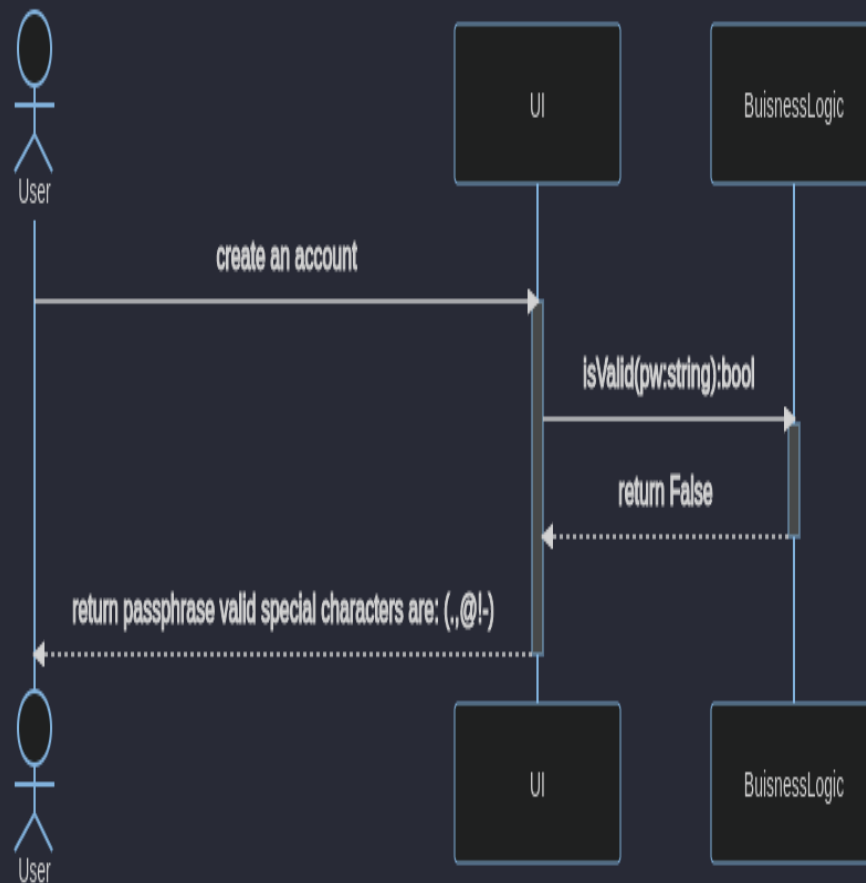 User
UI
BuisnessLogic
create an account
isValid(pw:string):bool
return False
return passphrase valid special characters are: (.,@!-)
User
UI
BuisnessLogic